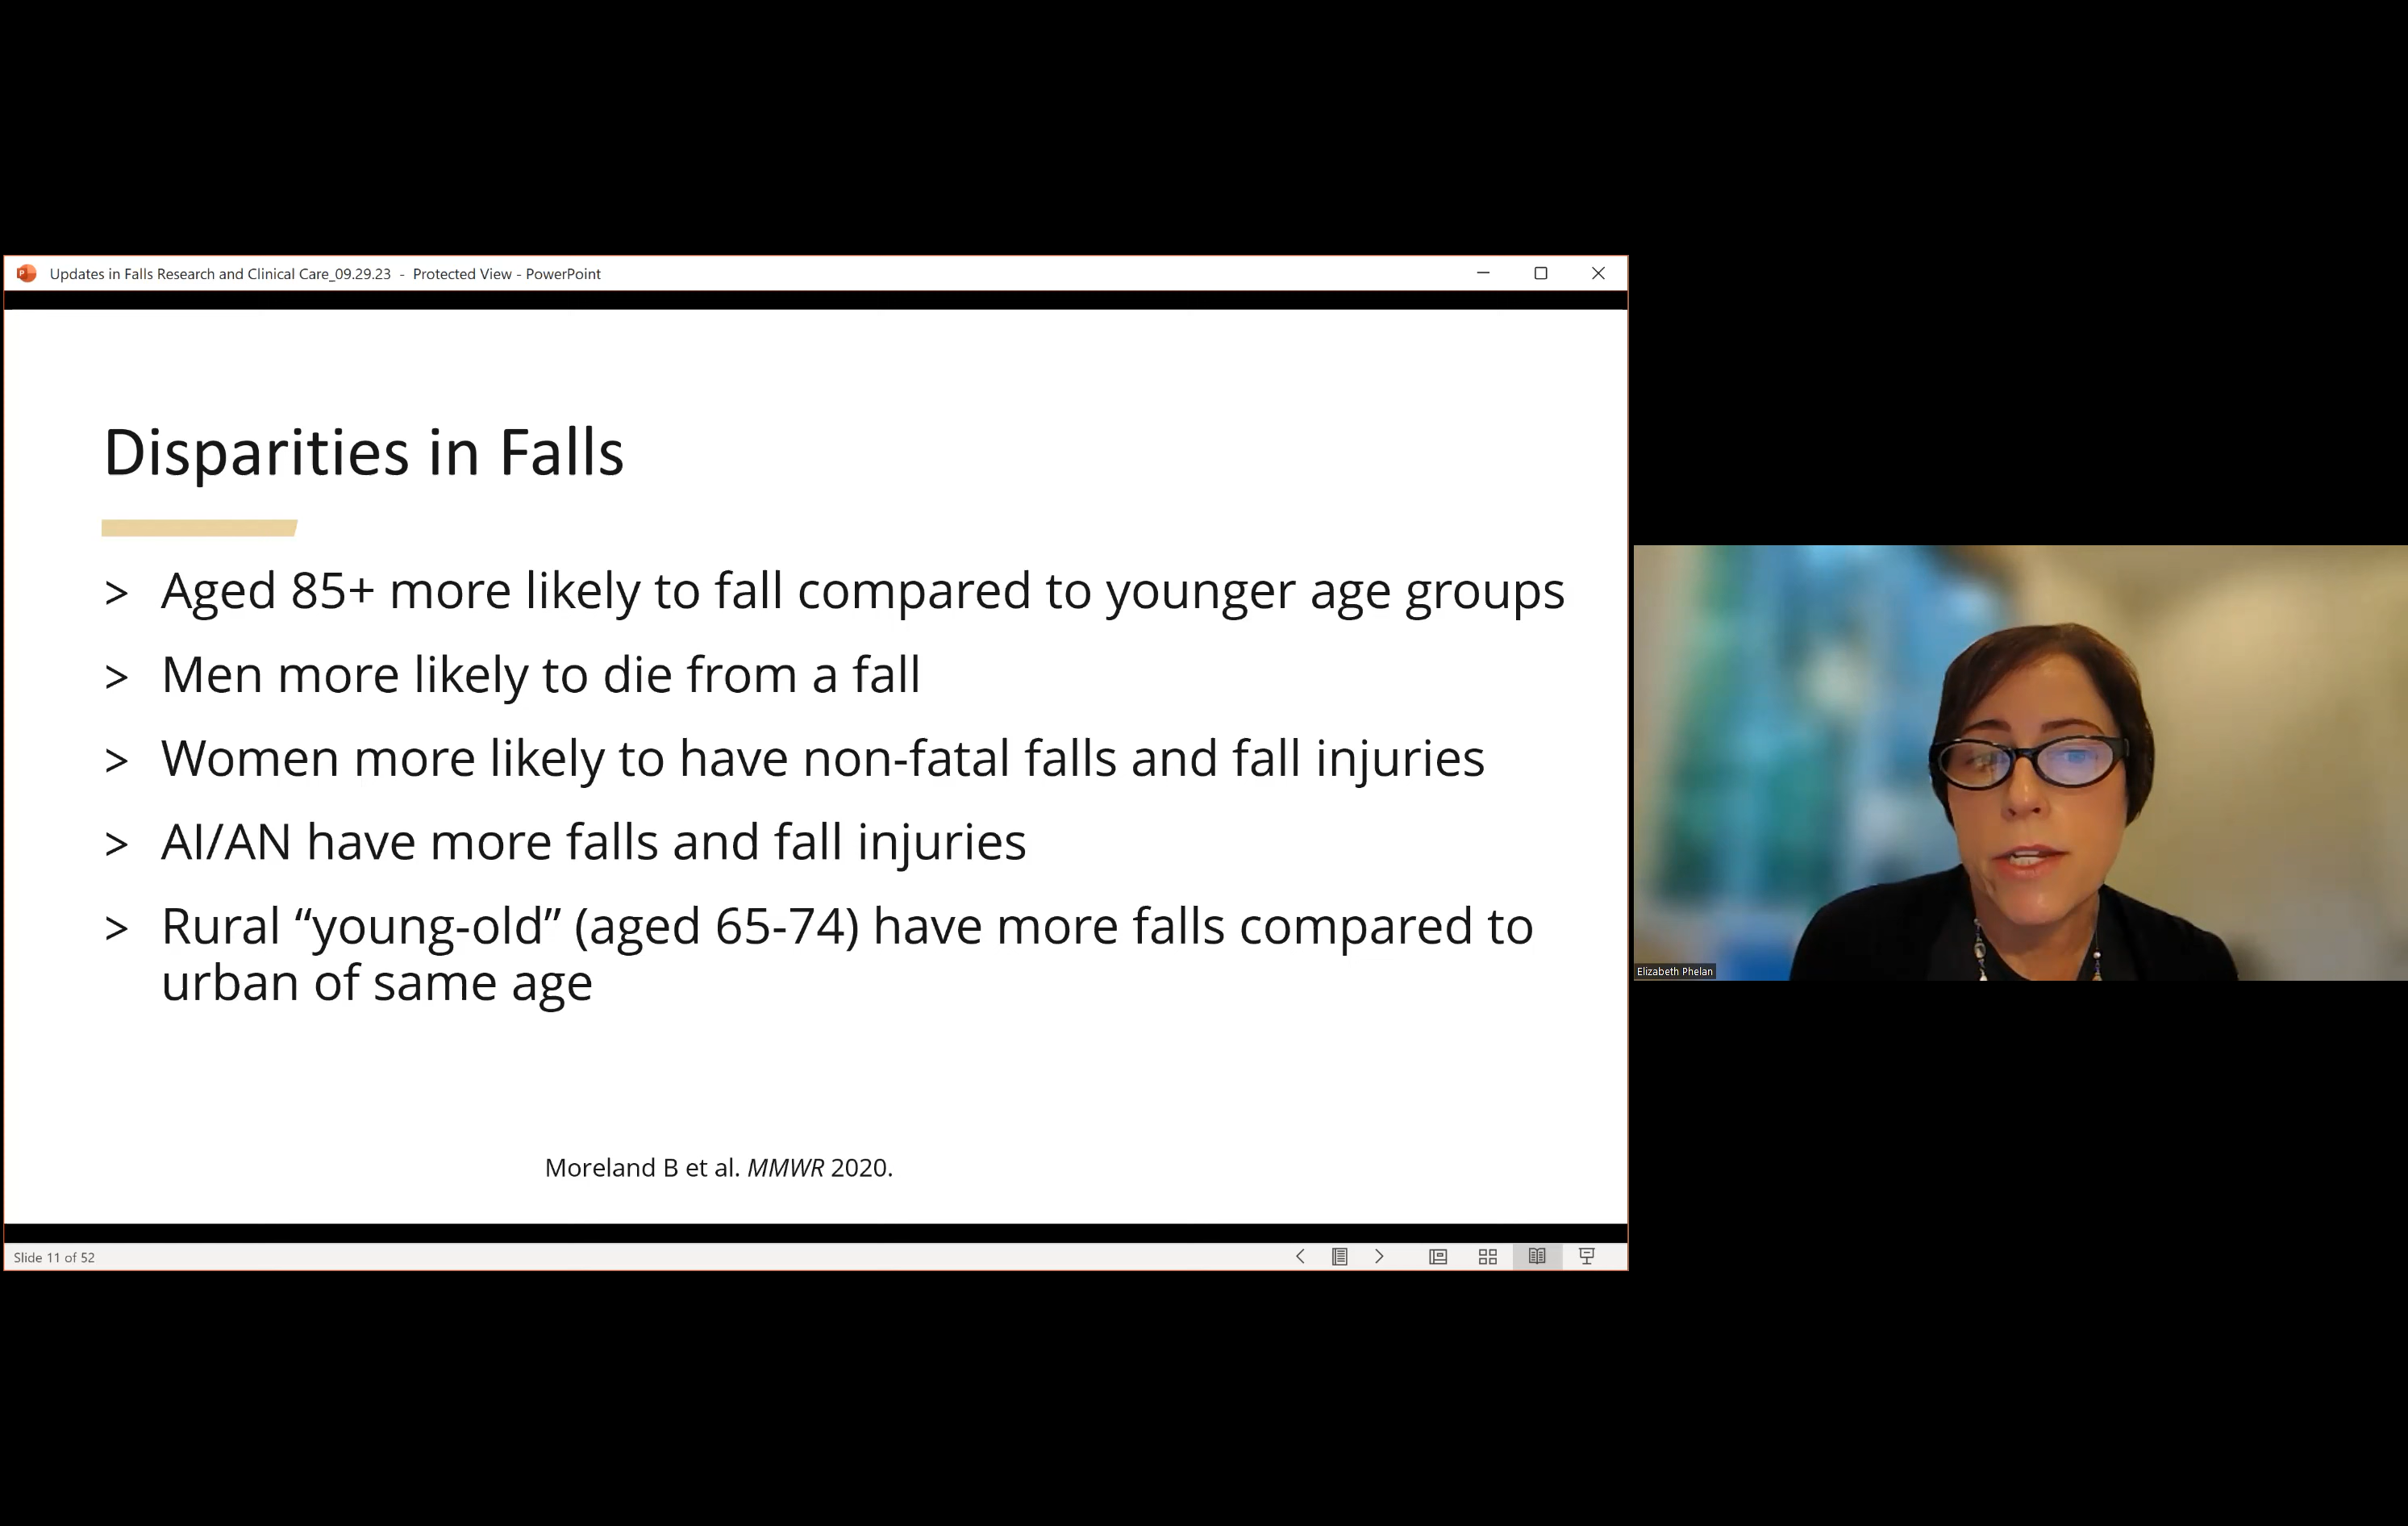 Updates in Falls Research and Clinical Care_09.29.23 - Protected View - PowerPoint
Disparities in Falls
> Aged 85+ more likely to fall compared to younger age groups
> Men more likely to die from a fall
> Women more likely to have non-fatal falls and fall injuries
> AI/AN have more falls and fall injuries
> Rural “young-old” (aged 65-74) have more falls compared to
urban of same age
Moreland B et al. MMWR 2020.
Slide 11 of 52
Elizabeth Phelan